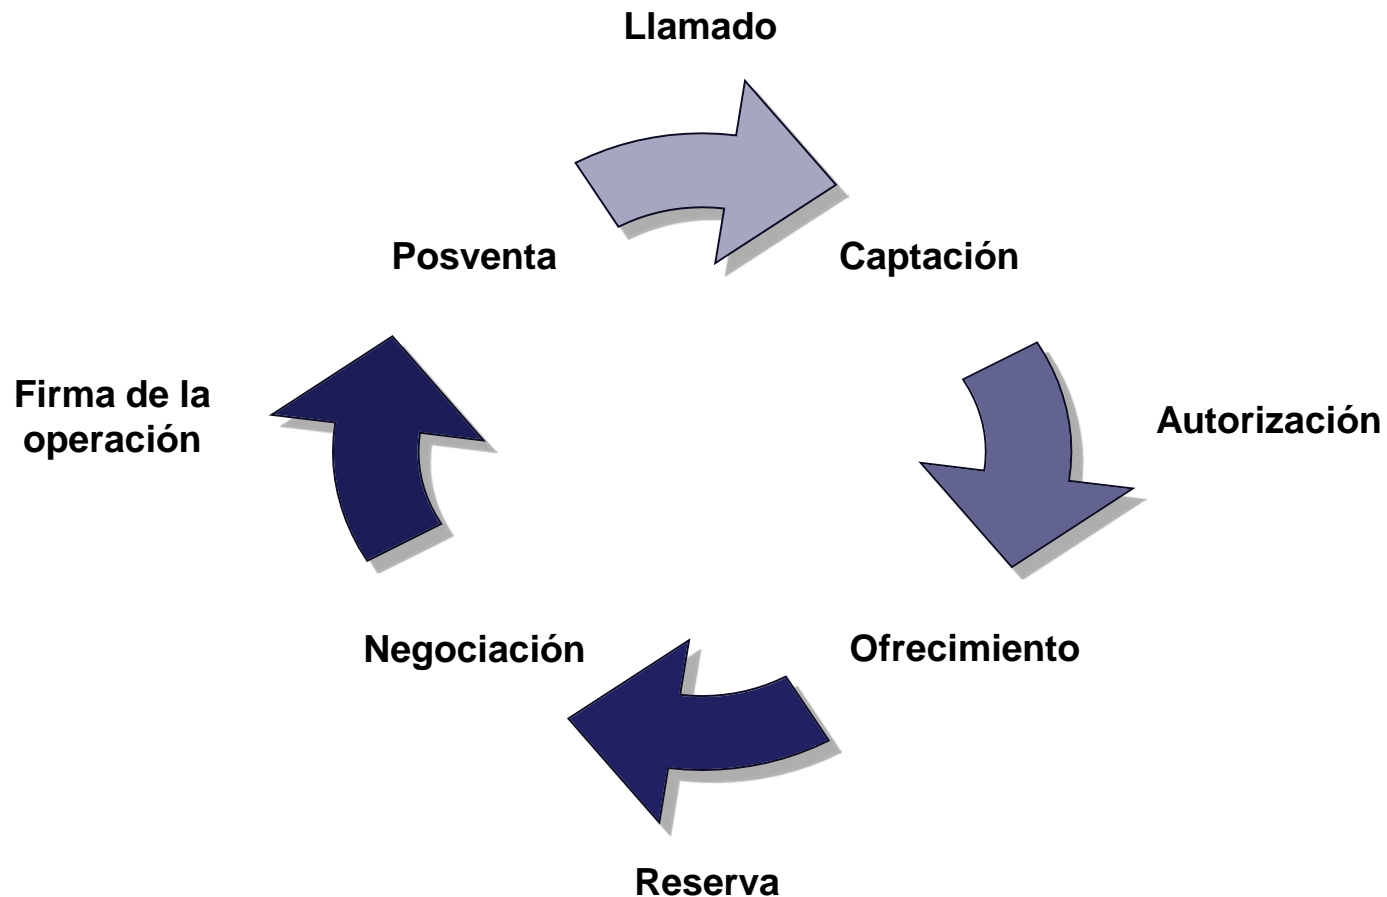 Llamado
Posventa
Captación
Firma de la
operación
Autorización
Negociación
Ofrecimiento
Reserva